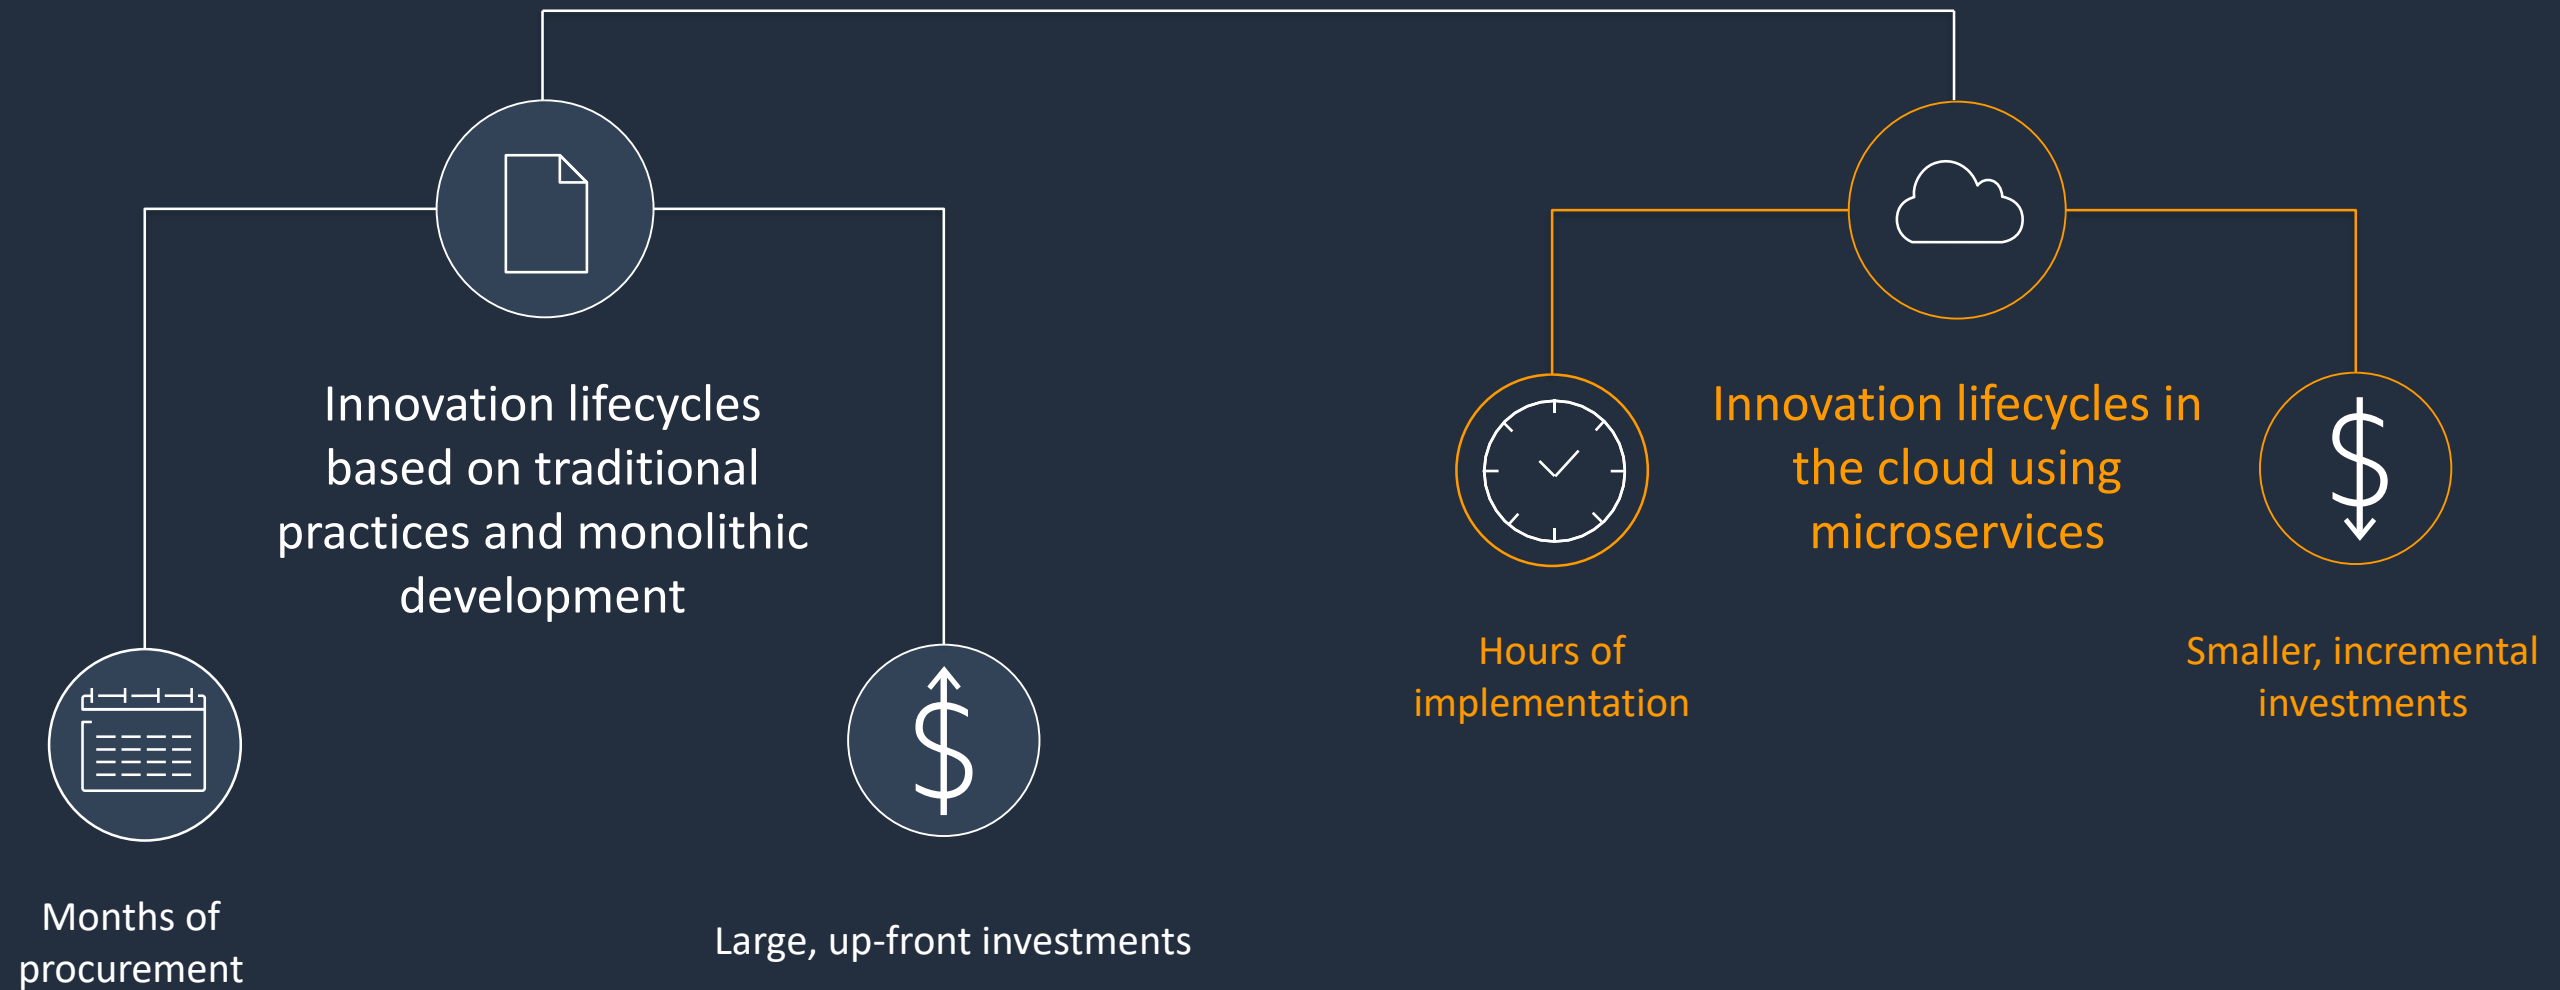 Innovation lifecycles
based on traditional
practices and monolithic
development
Months of
procurement
Large, up-front investments
Innovation lifecycles in
the cloud using
microservices
Hours of
implementation
Smaller, incremental
investments